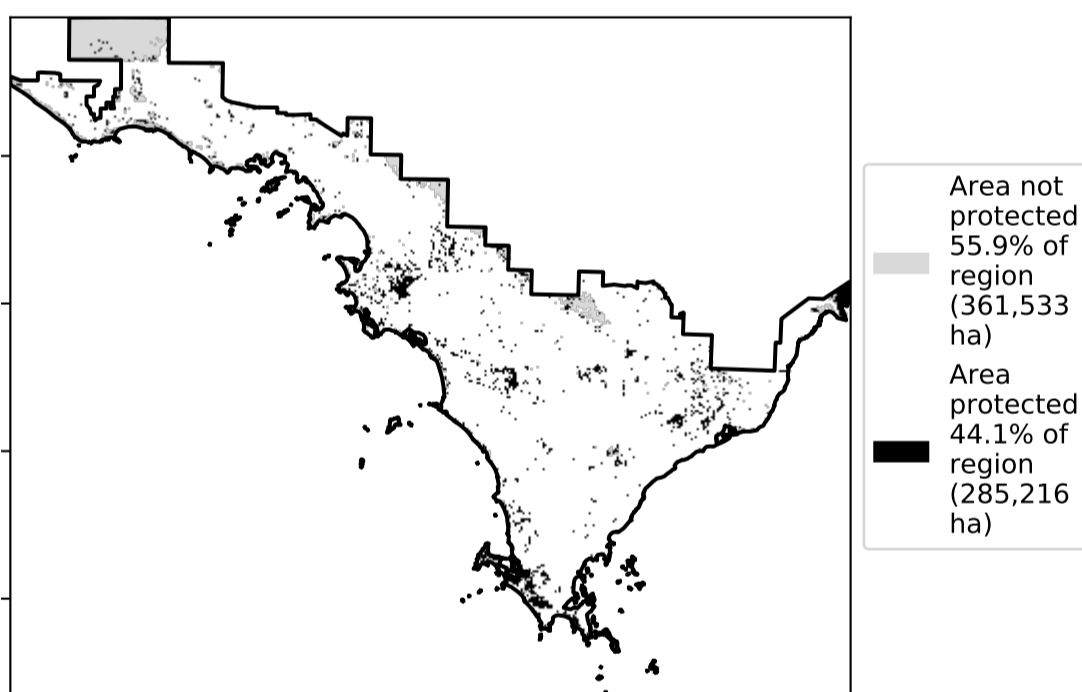 Area not
protected
55.9% of
region
(361,533
ha)
Area
protected
44.1% of
region
(285,216
ha)